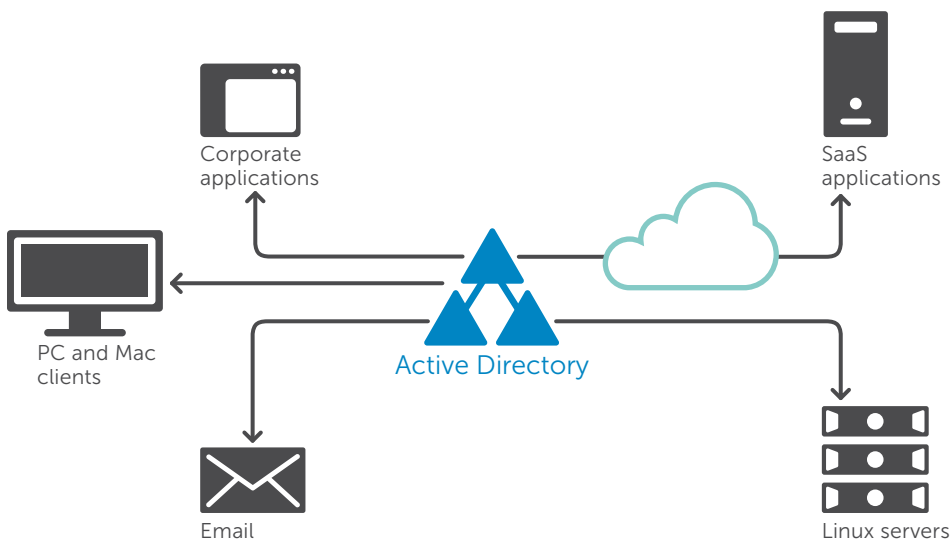 Corporate
applications
SaaS
applications
PC and Mac
clients
Active Directory
Email
Linux servers